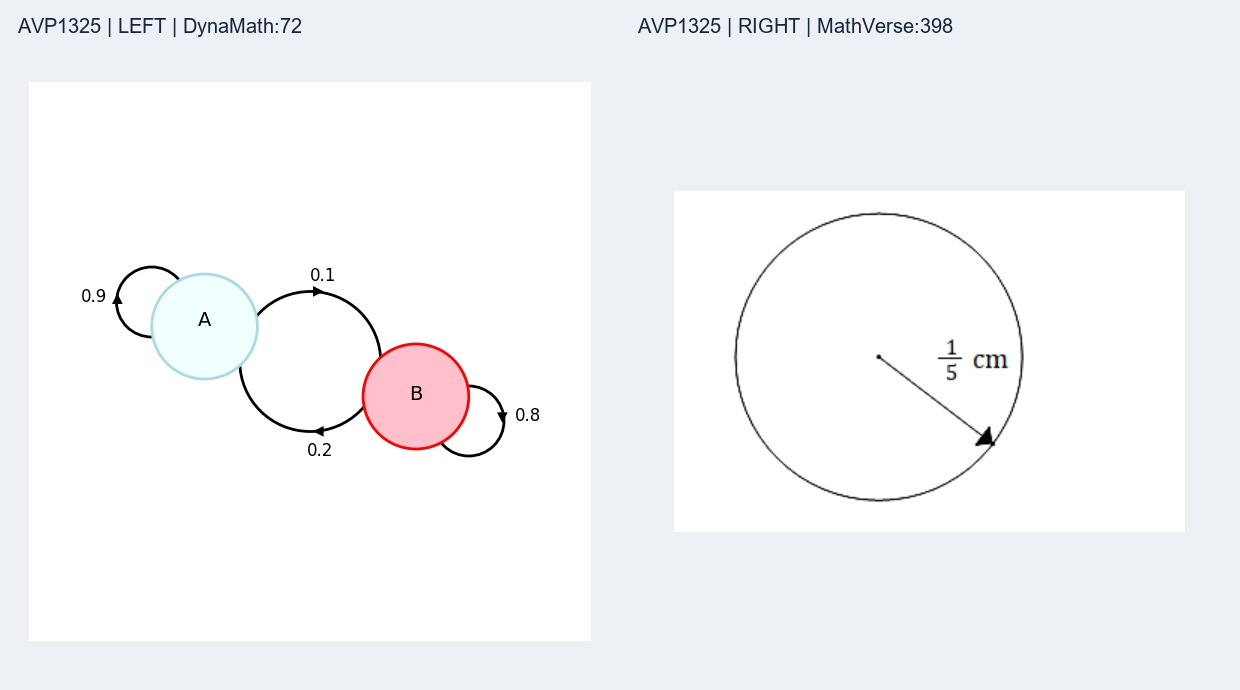 AVP1325 | LEFT | DynaMath:72
AVP1325 | RIGHT | MathVerse:398
0.9
A
0.1
B
0.8
0.2
1/5 cm